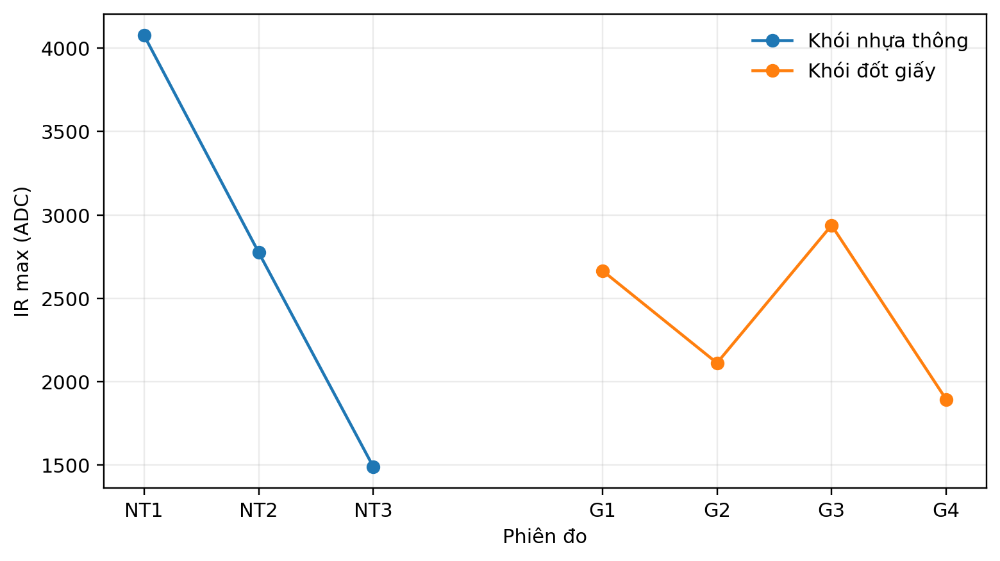 Khói nhựa thông
Khói đốt giấy
IR max (ADC)
4000
3500
3000
2500
2000
1500
NT1 NT2 NT3 G1 G2 G3 G4
Phiên đo